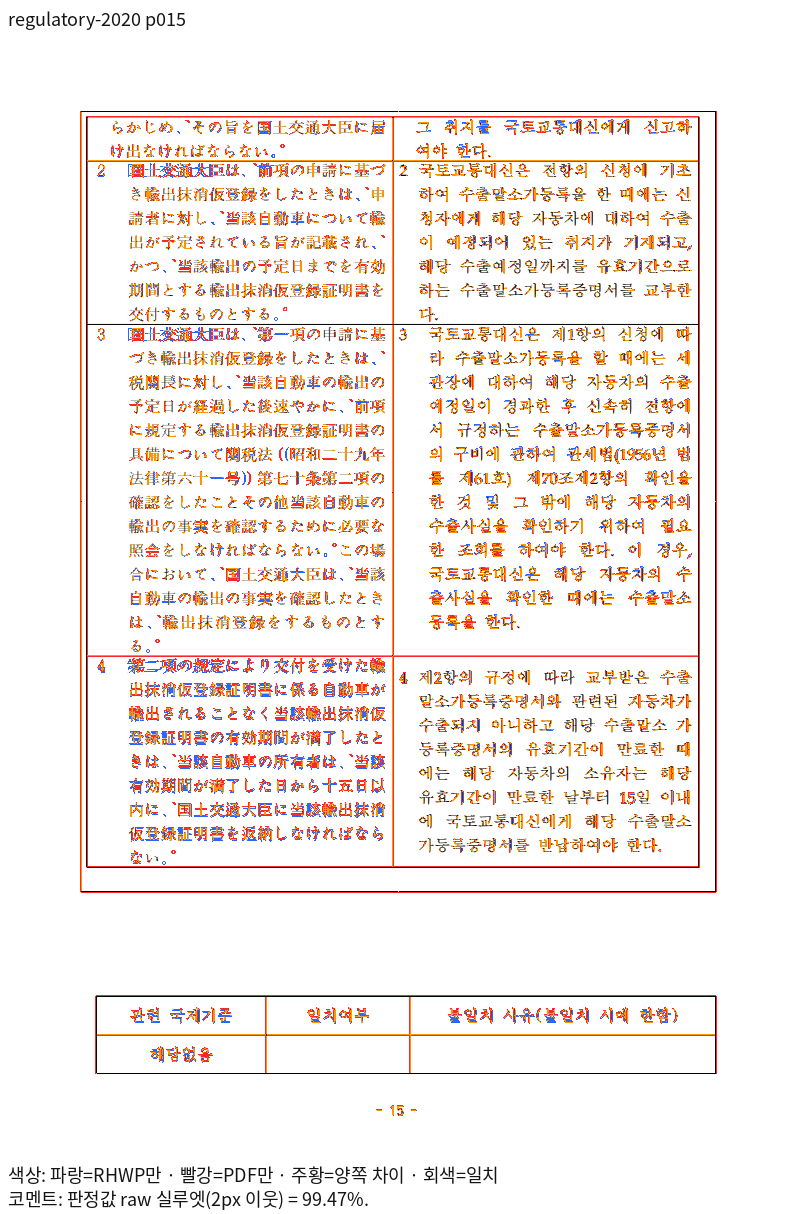 regulatory-2020 p015
らかじめ、その旨を国土交通大臣に届
け出なければならない。
2 国土交通大臣は、前項の申請に基づ
き輸出抹消仮登録をしたときは、申
請者に対し、当該自動車について輸
出が予定されている旨が記載され、
かつ、当該輸出の予定日までを有効
期間とする輸出抹消仮登録証明書を
交付するものとする。
3 国土交通大臣は、第一項の申請に基
づき輸出抹消仮登録をしたときは、
税関長に対し、当該自動車の輸出の
予定日が経過した後速やかに、前項
に規定する輸出抹消仮登録証明書の
具備について関税法(昭和二十九年
法律第六十一号)第七十条第二項の
確認をしたことその他当該自動車の
輸出の事実を確認するために必要な
照会をしなければならない。この場
合において、国土交通大臣は、当該
自動車の輸出の事実を確認したとき
は、輸出抹消登録をするものとす
る。
4 第二項の規定により交付を受けた輸
出抹消仮登録証明書に係る自動車が
輸出されることなく当該輸出抹消仮
登録証明書の有効期間が満了したと
きは、当該自動車の所有者は、当該
有効期間が満了した日から十五日以
内に、国土交通大臣に当該輸出抹消
仮登録証明書を返納しなければなら
ない。
그 취지를 국토교통대신에게 신고하
여야 한다.
2 국토교통대신은 전항의 신청에 기초
하여 수출말소가등록을 한 때에는 신
청자에게 해당 자동차에 대하여 수출
이 예정되어 있는 취지가 기재되고,
해당 수출예정일까지를 유효기간으로
하는 수출말소가등록증명서를 교부한
다.
3 국토교통대신은 제1항의 신청에 따
라 수출말소가등록을 할 때에는 세
관장에 대하여 해당 자동차의 수출
예정일이 경과한 후 신속히 전항에
서 규정하는 수출말소가등록증명서
의 구비에 관하여 관세법(1956년 법
률 제61호) 제70조제2항의 확인을
한 것 및 그 밖에 해당 자동차의
수출사실을 확인하기 위하여 필요
한 조회를 하여야 한다. 이 경우,
국토교통대신은 해당 자동차의 수
출사실을 확인한 때에는 수출말소
등록을 한다.
4 제2항의 규정에 따라 교부받은 수출
말소가등록증명서와 관련된 자동차가
수출되지 아니하고 해당 수출말소 가
등록증명서의 유효기간이 만료한 때
에는 해당 자동차의 소유자는 해당
유효기간이 만료한 날부터 15일 이내
에 국토교통대신에게 해당 수출말소
가등록증명서를 반납하여야 한다.
관련 국제기준 일치여부 불일치 사유(불일치 시에 한함)
해당없음
- 15 -
색상: 파랑=RHWP만 · 빨강=PDF만 · 주황=양쪽 차이 · 회색=일치
코멘트: 판정값 raw 실루엣(2px 이웃) = 99.47%.